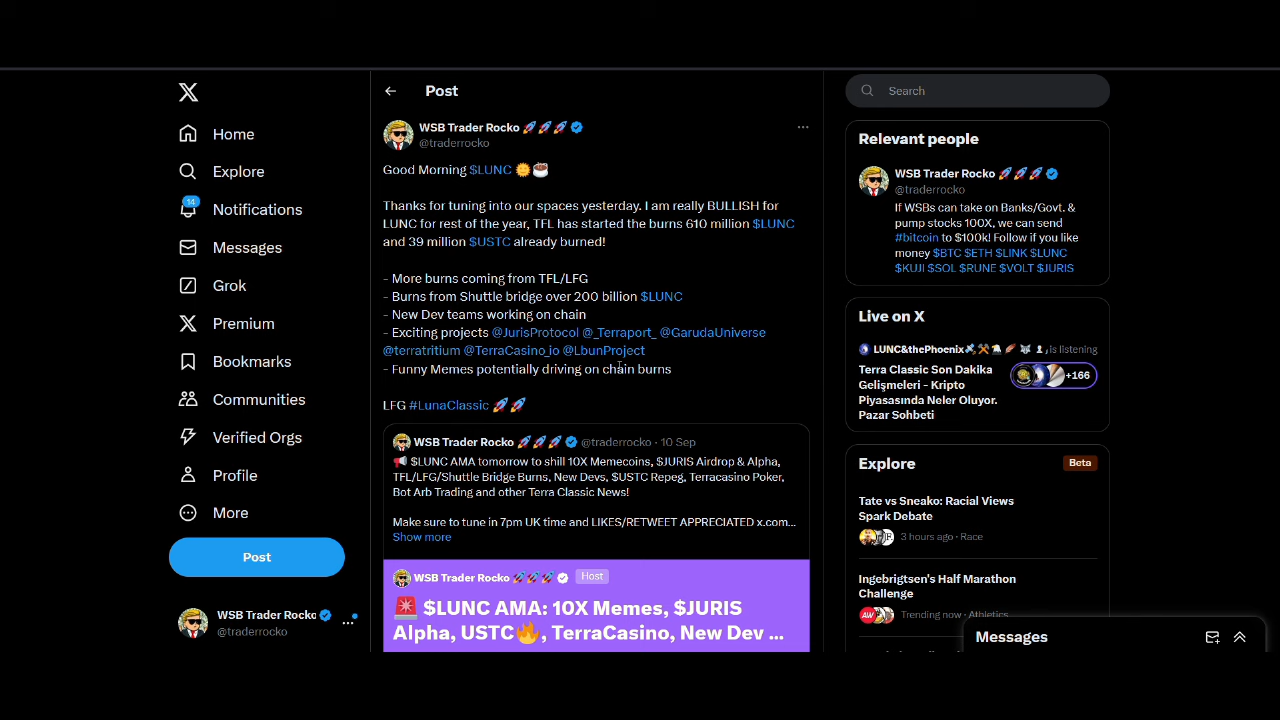 Home
Explore
14
Notifications
Messages
Grok
Premium
Bookmarks
Communities
Verified Orgs
Profile
More
Post
WSB Trader Rocko
@traderrocko
Post
WSB Trader Rocko 🚀🚀🚀
@traderrocko
Good Morning $LUNC 🌞☕
Thanks for tuning into our spaces yesterday. I am really BULLISH for
LUNC for rest of the year, TFL has started the burns 610 million $LUNC
and 39 million $USTC already burned!
- More burns coming from TFL/LFG
- Burns from Shuttle bridge over 200 billion $LUNC
- New Dev teams working on chain
- Exciting projects @JurisProtocol @_Terraport_ @GarudaUniverse
@terratritium @TerraCasino_io @LbunProject
- Funny Memes potentially driving on chain burns
LFG #LunaClassic 🚀🚀
WSB Trader Rocko 🚀🚀🚀 @traderrocko · 10 Sep
📢 $LUNC AMA tomorrow to shill 10X Memecoins, $JURIS Airdrop & Alpha,
TFL/LFG/Shuttle Bridge Burns, New Devs, $USTC Repeg, Terracasino Poker,
Bot Arb Trading and other Terra Classic News!
Make sure to tune in 7pm UK time and LIKES/RETWEET APPRECIATED x.com...
Show more
WSB Trader Rocko 🚀🚀🚀 Host
🚨 $LUNC AMA: 10X Memes, $JURIS
Alpha, USTC🔥, TerraCasino, New Dev ...
Search
Relevant people
WSB Trader Rocko 🚀🚀🚀
@traderrocko
If WSBs can take on Banks/Govt. &
pump stocks 100X, we can send
#bitcoin to $100k! Follow if you like
money $BTC $ETH $LINK $LUNC
$KUJI $SOL $RUNE $VOLT $JURIS
Live on X
LUNC&thePhoenix is listening
Terra Classic Son Dakika
Gelişmeleri - Kripto
Piyasasında Neler Oluyor.
Pazar Sohbeti
+166
Explore
Beta
Tate vs Sneako: Racial Views
Spark Debate
3 hours ago · Race
Ingebrigtsen's Half Marathon
Challenge
Trending now · Athletics
Messages